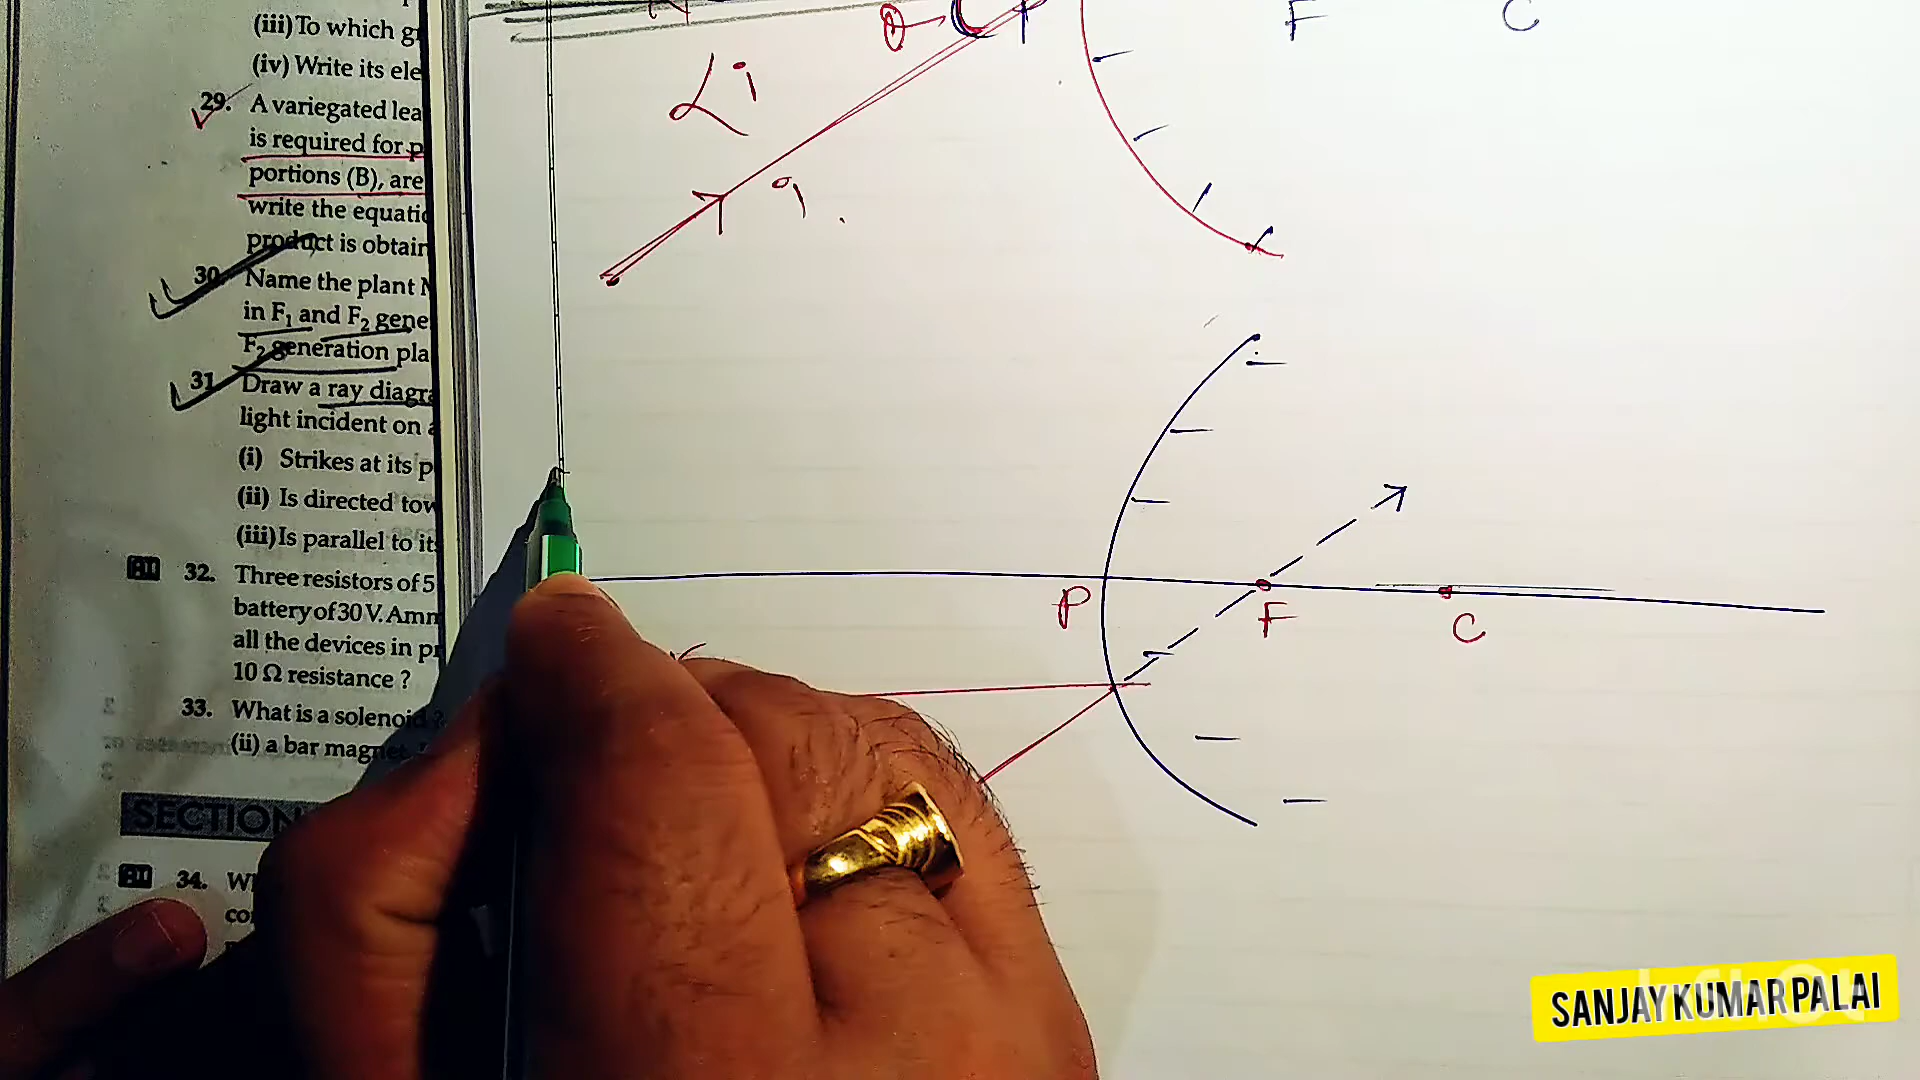 (iii) To which
(iv) Write its ele
29. A variegated lea
is required for p
portions (B), are
write the equatio
product is obtain
30. Name the plant
in F₁ and F₂ gene
F₂ generation pla
31. Draw a ray diagra
light incident on a
(i) Strikes at its p
(ii) Is directed tow
(iii) Is parallel to its
32. Three resistors of 5
battery of 30 V. Amm
all the devices in pr
10 Ω resistance ?
33. What is a solenoid ?
(ii) a bar magnet
SECTION
34. Wh
co
∠i
i
P
F
C
r
P
F
C
SANJAY KUMAR PALAI